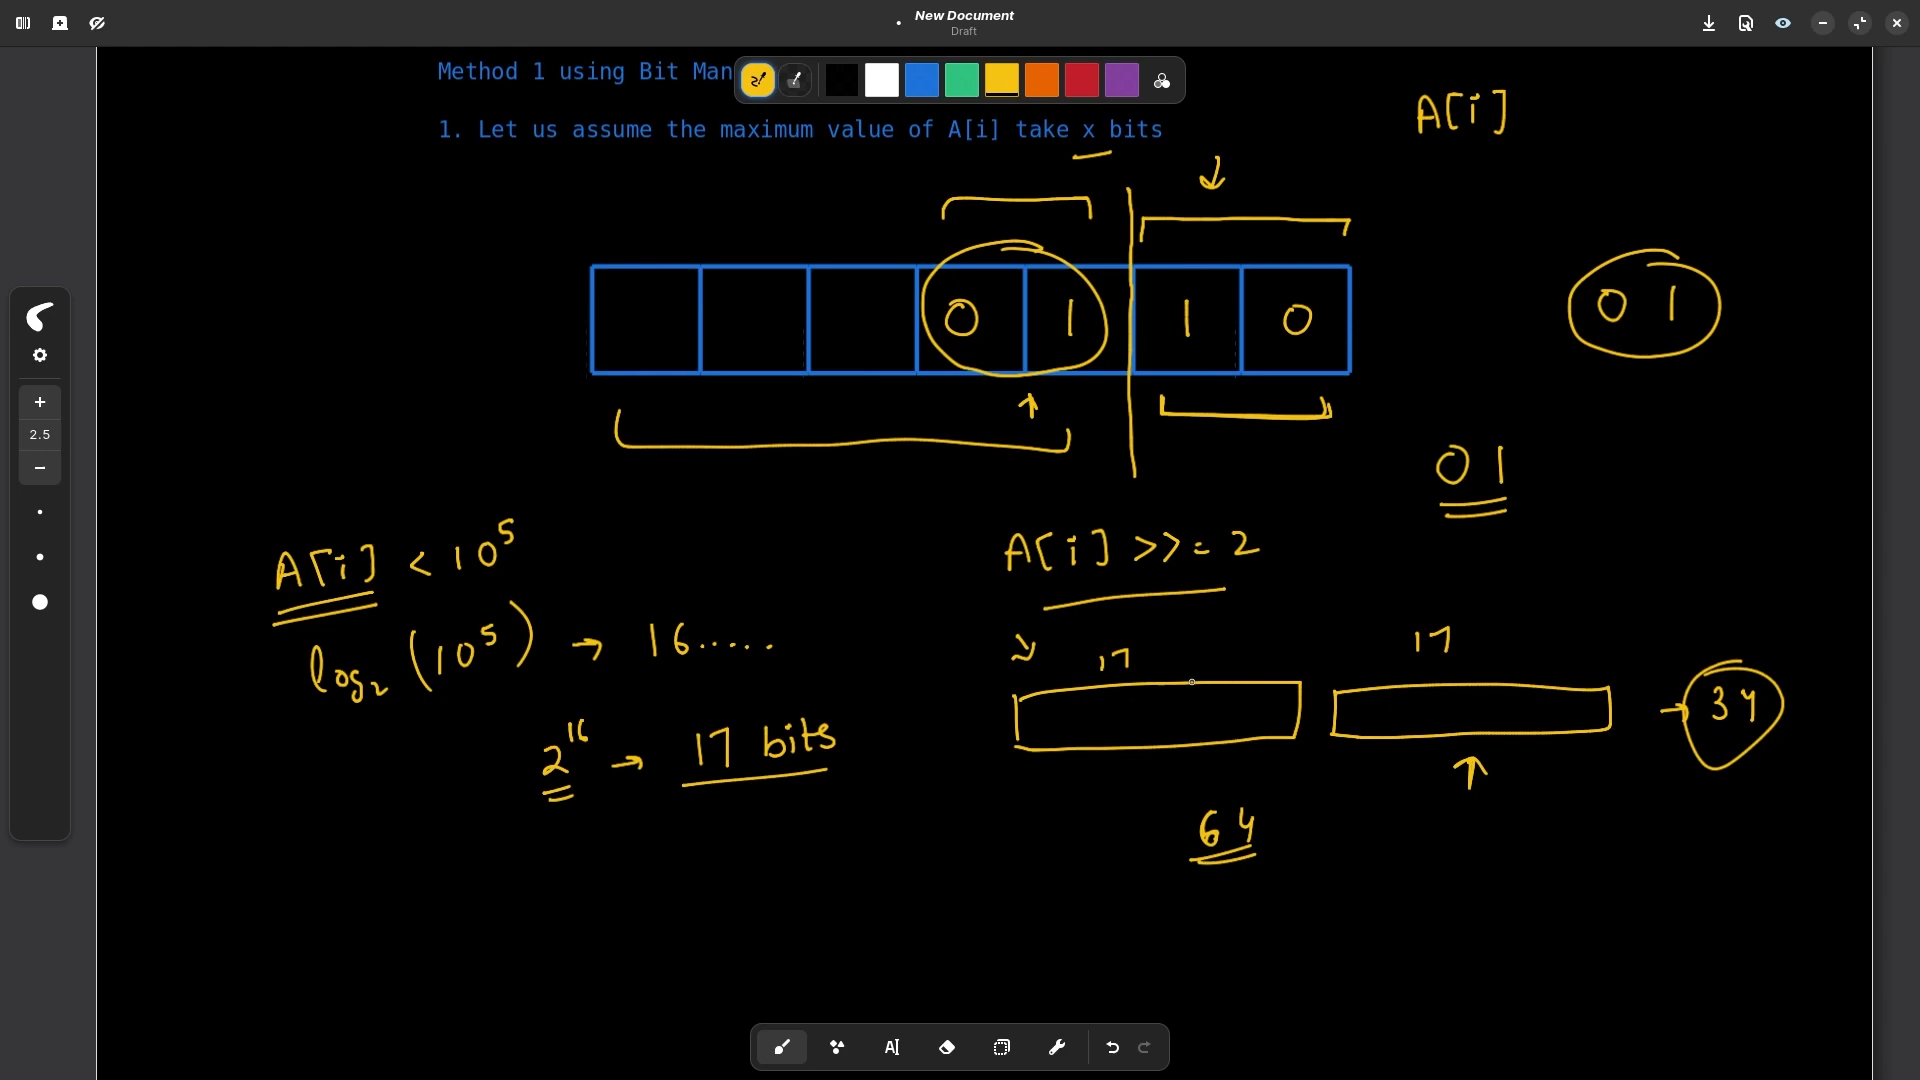 New Document
Draft
Method 1 using Bit Man
1. Let us assume the maximum value of A[i] take x bits
A[i]
0 1 1 0
0 1
2.5
0 1
A[i] < 10^5
A[i] >>= 2
log2 (10^5) → 16.....
17 17
→ 34
2^16 → 17 bits
64